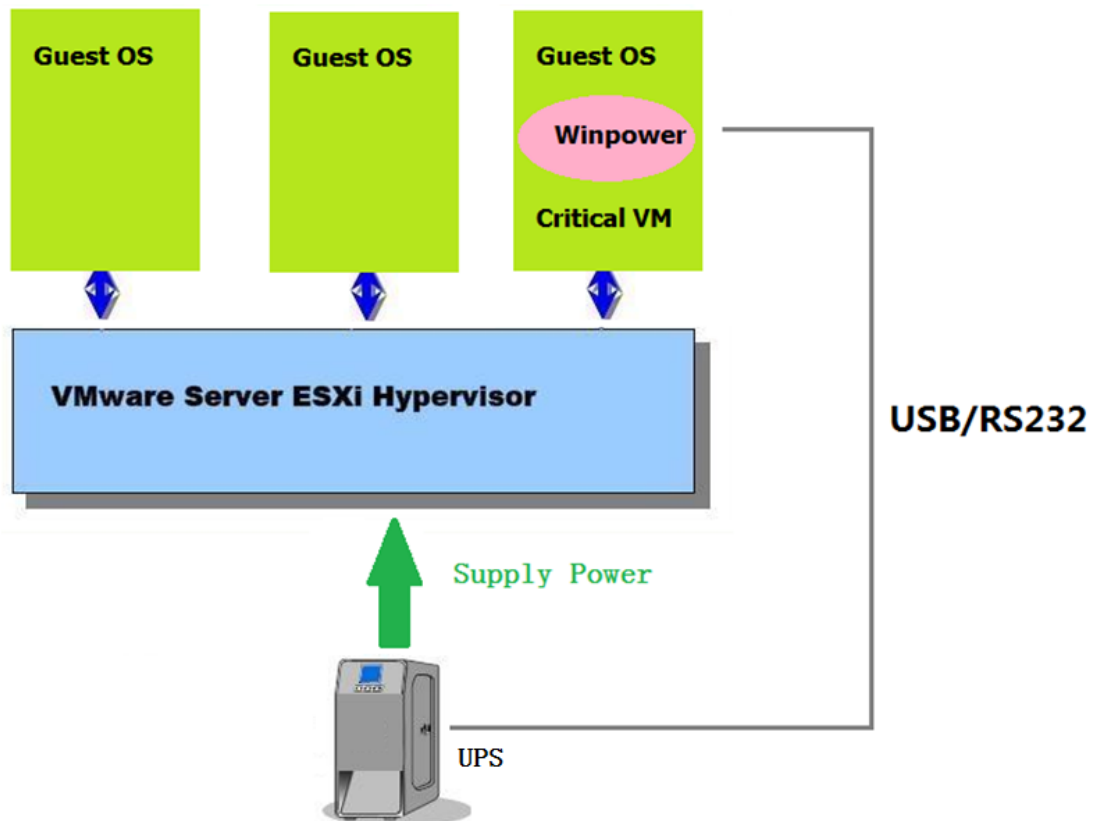 Guest OS
Guest OS
Guest OS
Winpower
Critical VM
VMware Server ESXi Hypervisor
USB/RS232
Supply Power
UPS